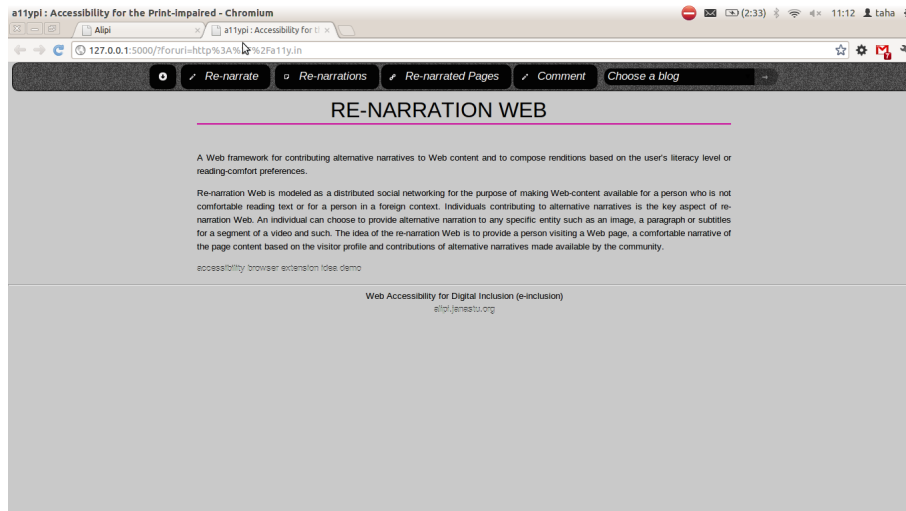 a11ypi : Accessibility for the Print-Impaired - Chromium
(2:33) 11:12 taha
Alipi
a11ypi : Accessibility for t
127.0.0.1:5000/?foruri=http%3A% %2Fa11y.in
7
Re-narrate
Re-narrations
Re-narrated Pages
Comment
Choose a blog
RE-NARRATION WEB
A Web framework for contributing alternative narratives to Web content and to compose renditions based on the user's literacy level or
reading-comfort preferences.
Re-narration Web is modeled as a distributed social networking for the purpose of making Web-content available for a person who is not
comfortable reading text or for a person in a foreign context. Individuals contributing to alternative narratives is the key aspect of re-
narration Web. An individual can choose to provide alternative narration to any specific entity such as an image, a paragraph or subtitles
for a segment of a video and such. The idea of the re-narration Web is to provide a person visiting a Web page, a comfortable narrative of
the page content based on the visitor profile and contributions of alternative narratives made available by the community.
accessibility browser extension idea demo
Web Accessibility for Digital Inclusion (e-inclusion)
alipi.janastu.org